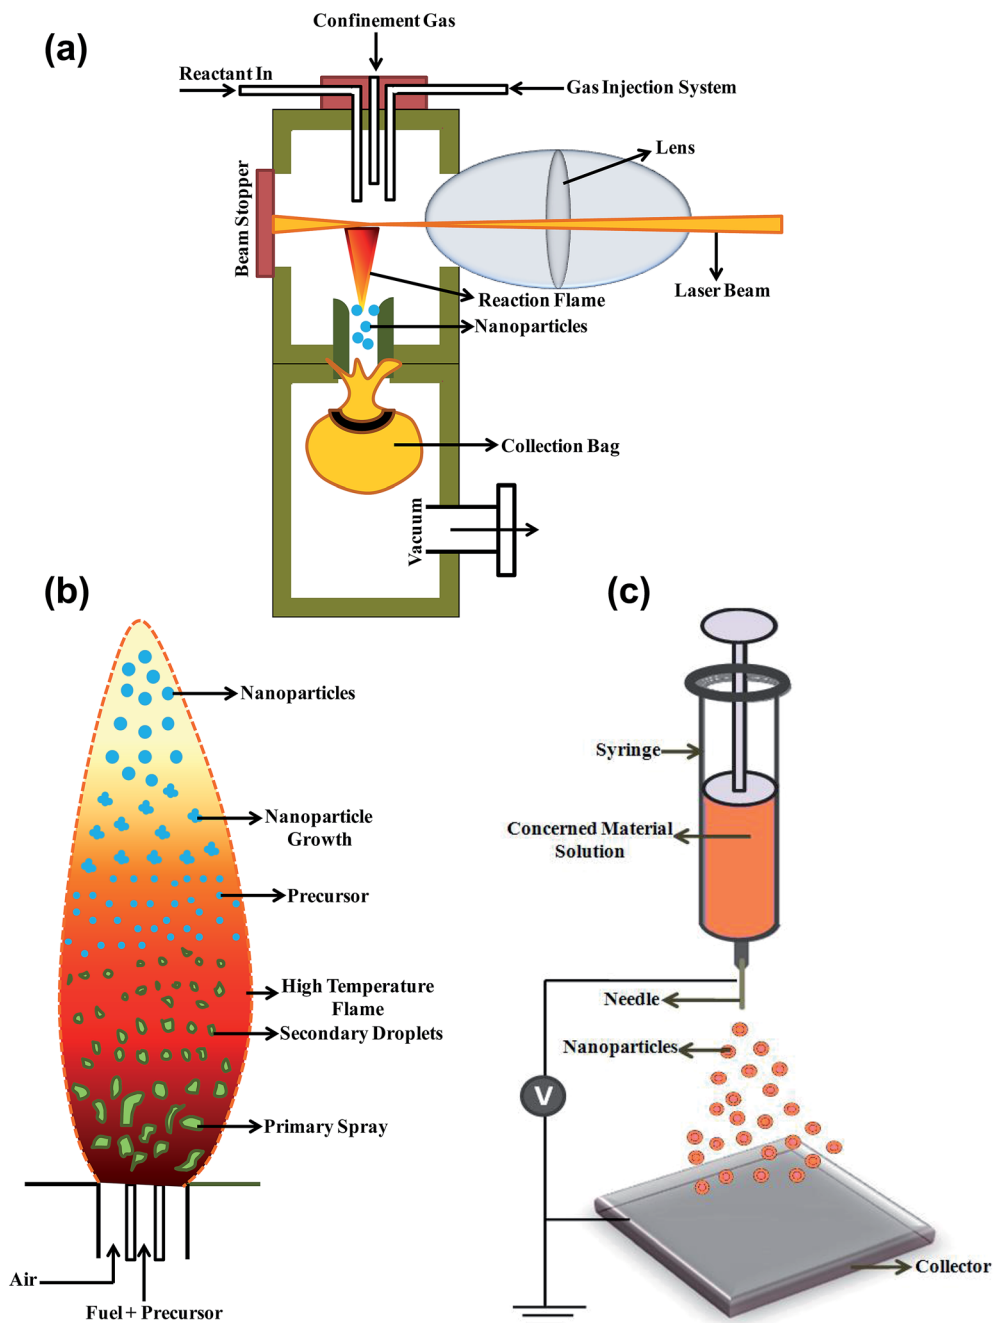 (a)
Confinement Gas
Reactant In
Gas Injection System
Lens
Beam Stopper
Laser Beam
Reaction Flame
Nanoparticles
Collection Bag
Vacuum
(b)
Nanoparticles
Nanoparticle
Growth
Precursor
High Temperature
Flame
Secondary Droplets
Primary Spray
Air
Fuel + Precursor
(c)
Syringe
Concerned Material
Solution
Needle
Nanoparticles
V
Collector